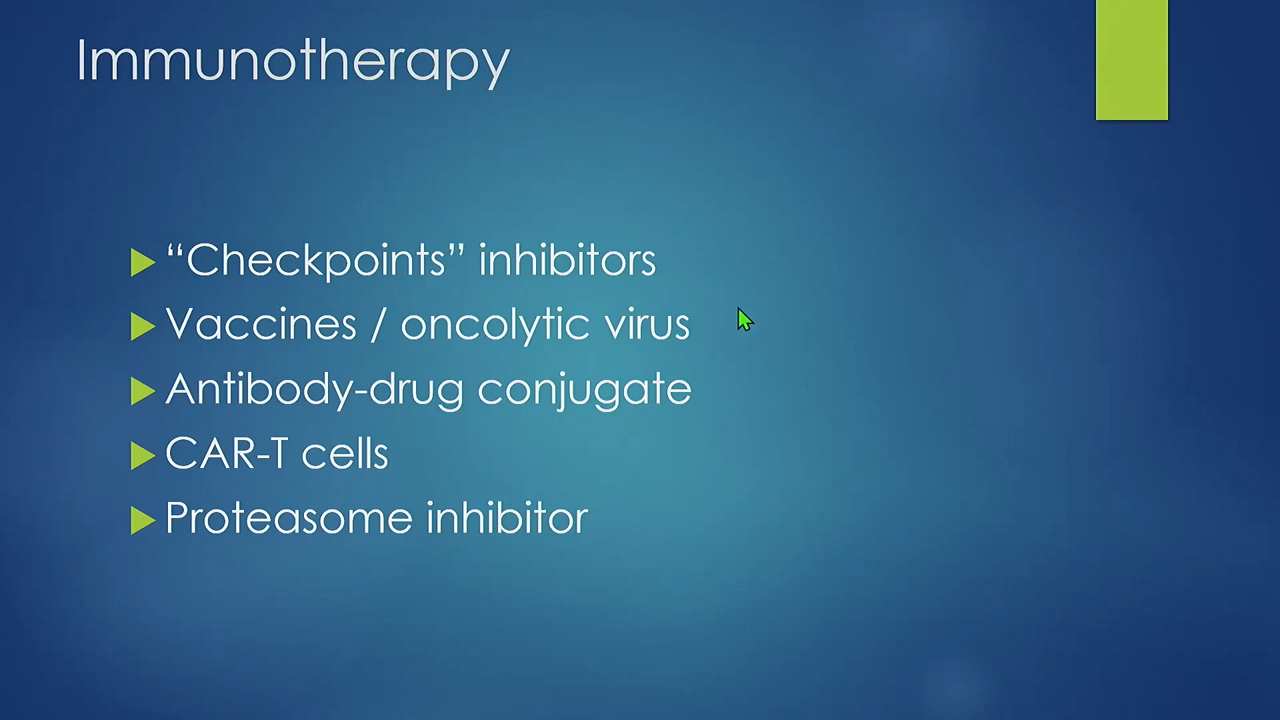 Immunotherapy
“Checkpoints” inhibitors
Vaccines / oncolytic virus
Antibody-drug conjugate
CAR-T cells
Proteasome inhibitor